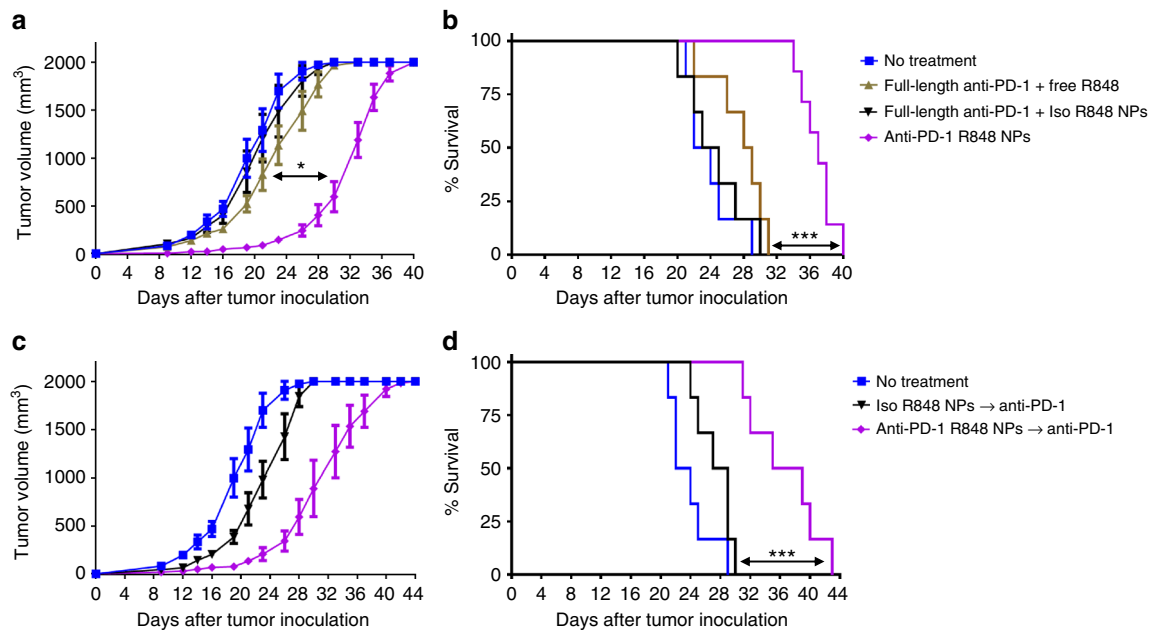 a
Tumor volume (mm³)
2000
1500
1000
500
0
*
0 4 8 12 16 20 24 28 32 36 40
Days after tumor inoculation
b
% Survival
100
75
50
25
0
***
0 4 8 12 16 20 24 28 32 36 40
Days after tumor inoculation
No treatment
Full-length anti-PD-1 + free R848
Full-length anti-PD-1 + Iso R848 NPs
Anti-PD-1 R848 NPs
c
Tumor volume (mm³)
2000
1500
1000
500
0
0 4 8 12 16 20 24 28 32 36 40 44
Days after tumor inoculation
d
% Survival
100
75
50
25
0
***
0 4 8 12 16 20 24 28 31 36 40 44
Days after tumor inoculation
No treatment
Iso R848 NPs → anti-PD-1
Anti-PD-1 R848 NPs → anti-PD-1